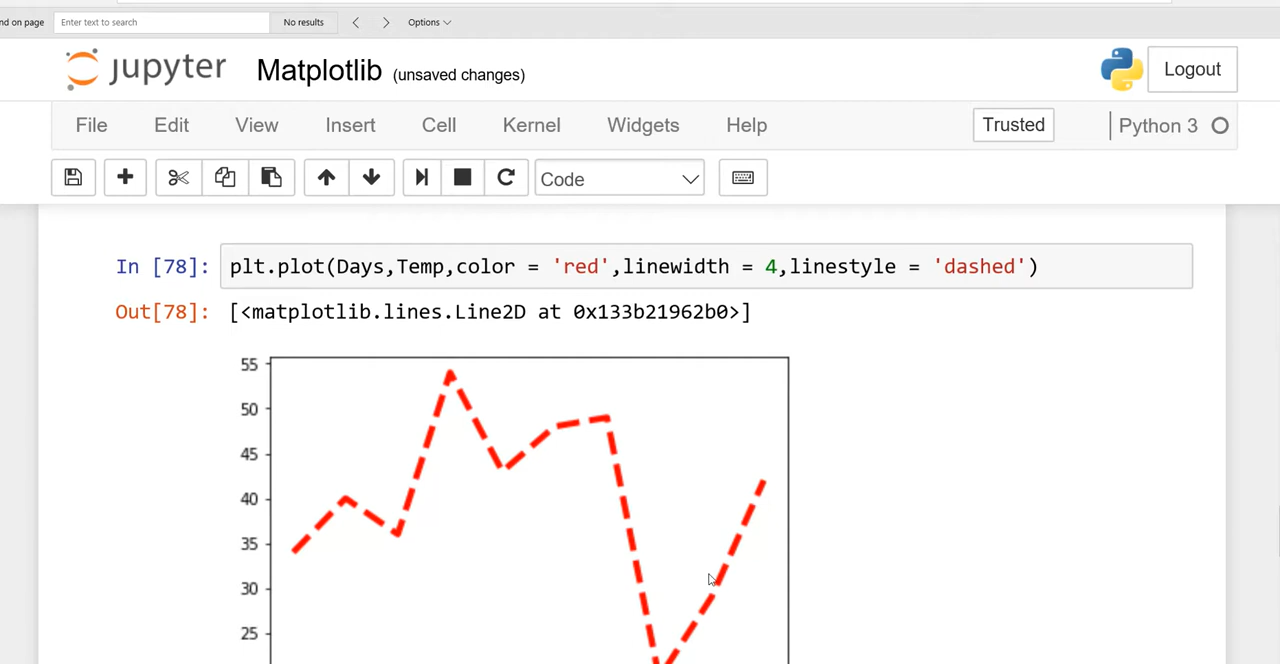 nd on page Enter text to search No results Options
jupyter Matplotlib (unsaved changes) Logout
File Edit View Insert Cell Kernel Widgets Help Trusted Python 3
Code
In [78]: plt.plot(Days,Temp,color = 'red',linewidth = 4,linestyle = 'dashed')
Out[78]: [<matplotlib.lines.Line2D at 0x133b21962b0>]
55
50
45
40
35
30
25